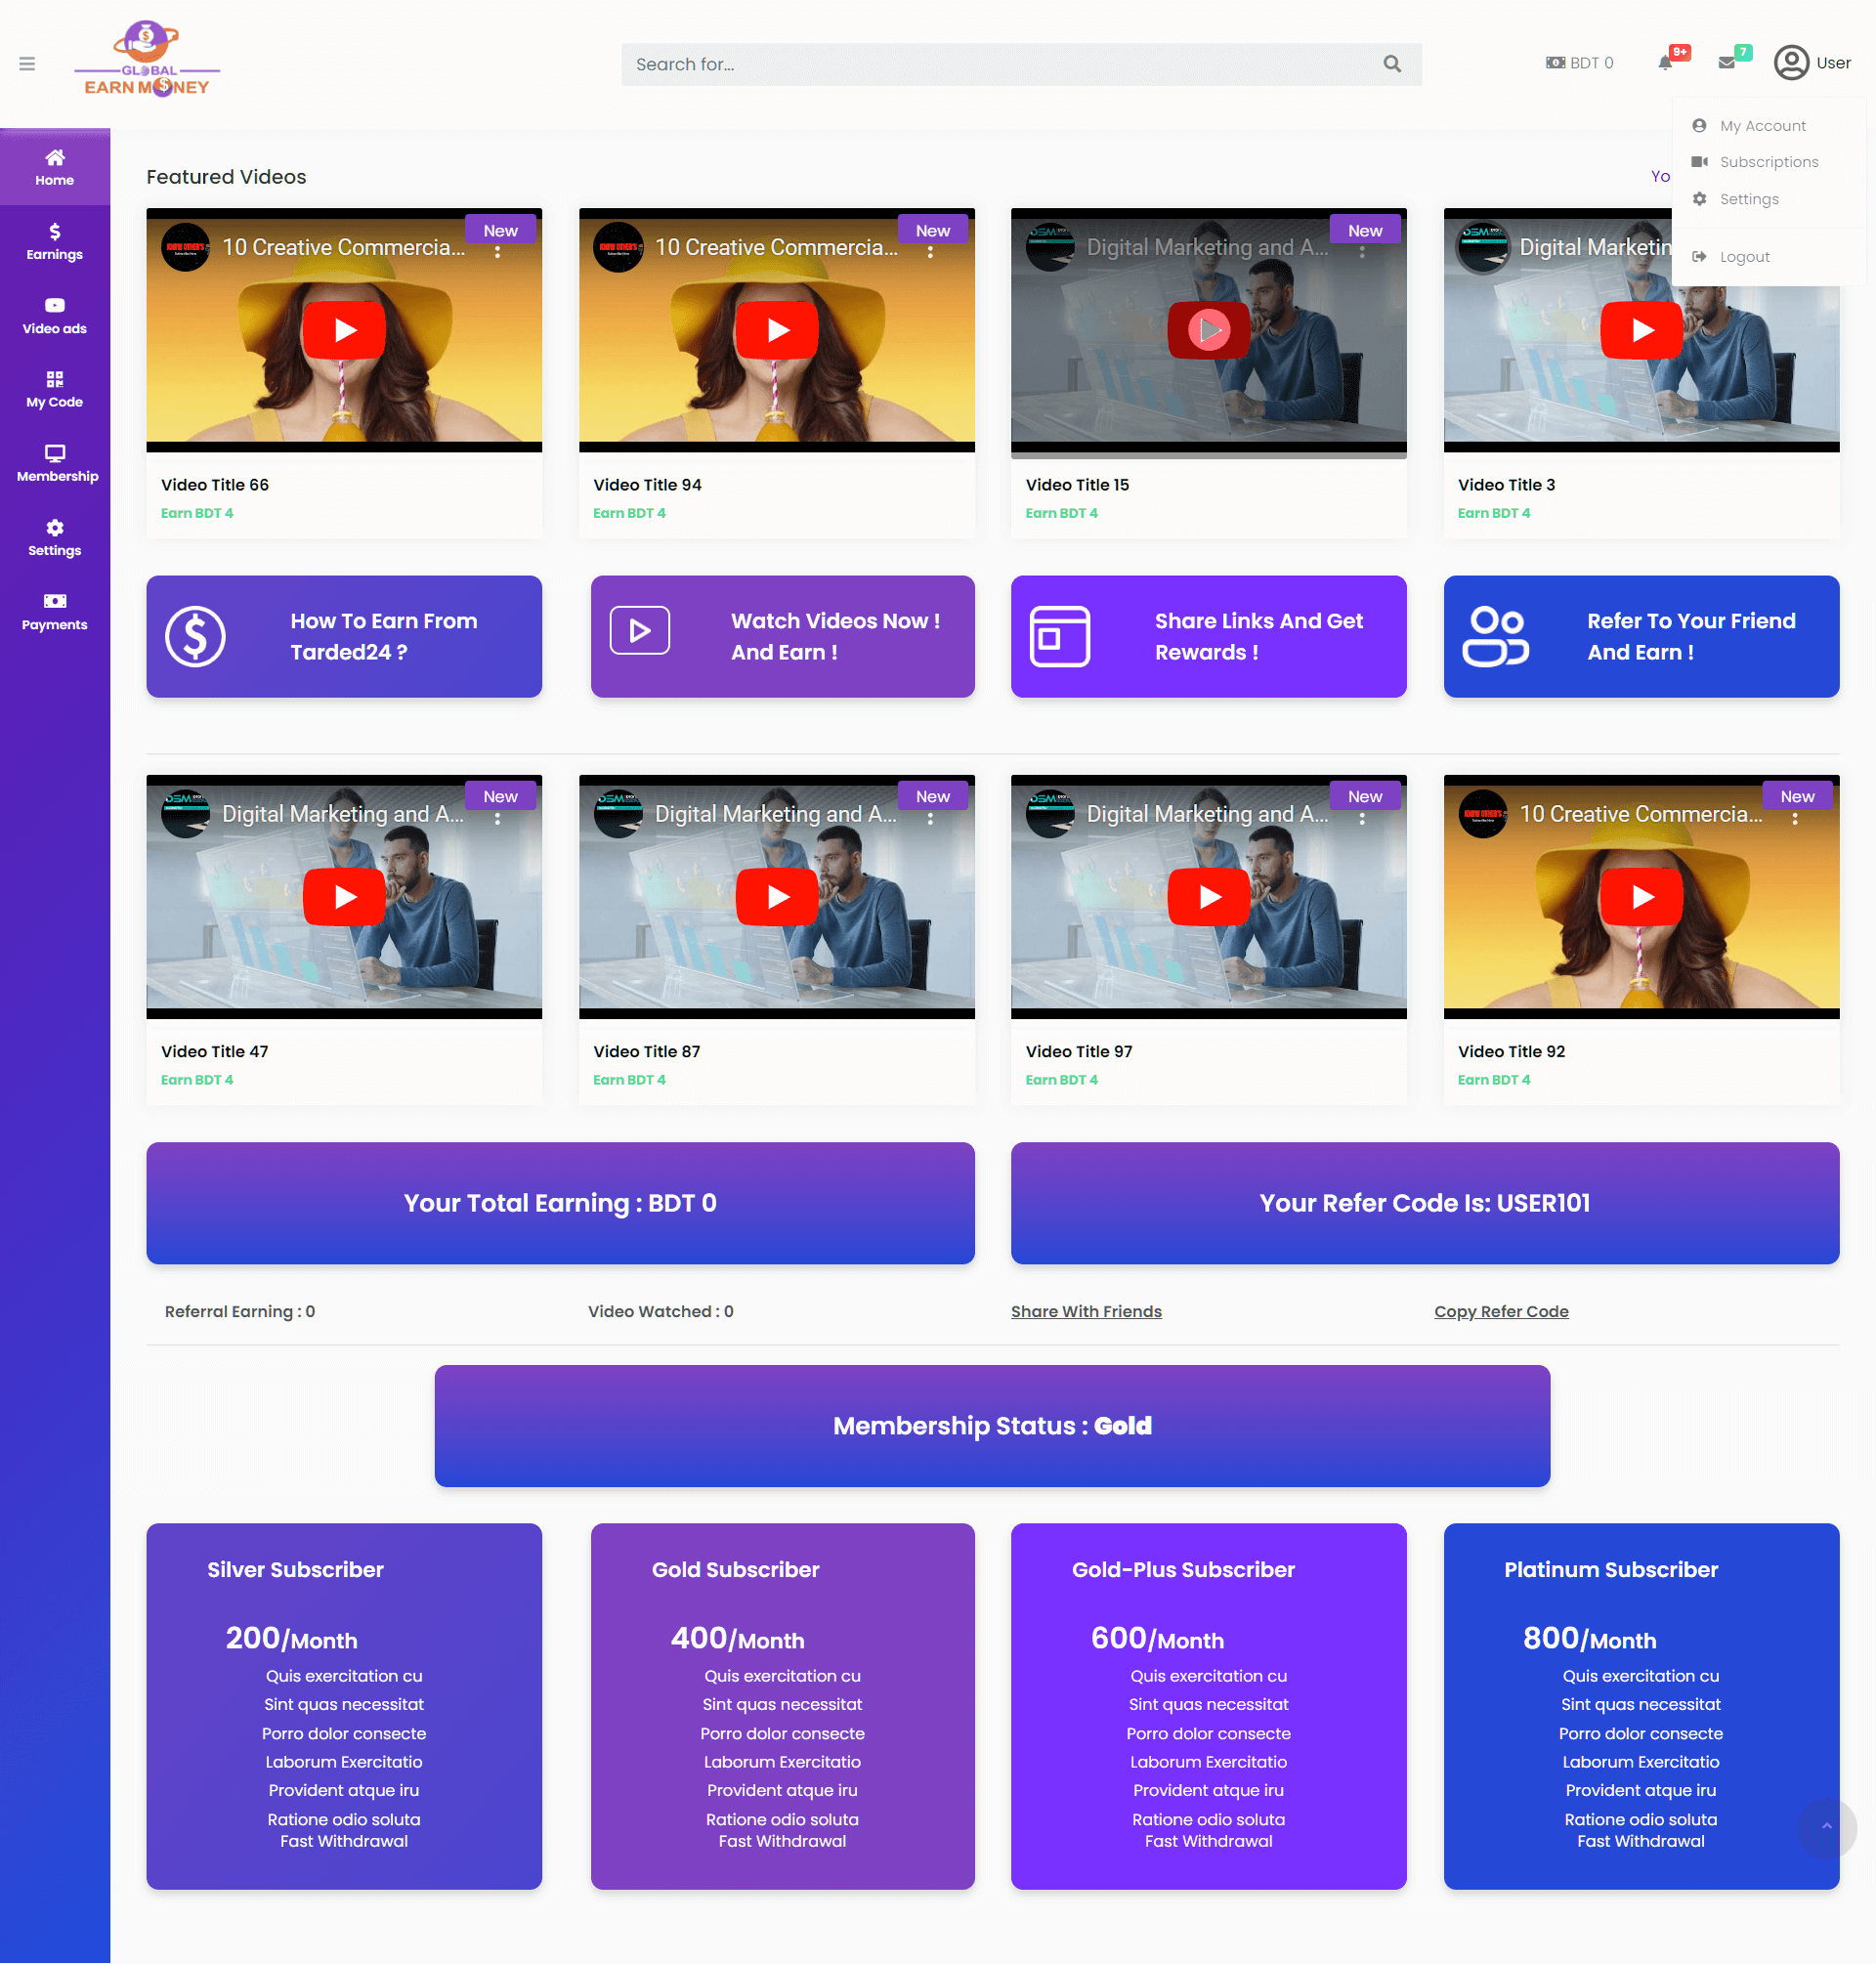 GLOBAL
EARN MONEY
Search for...
BDT 0
9+
7
User
My Account
Subscriptions
Settings
Logout
Home
Earnings
Video ads
My Code
Membership
Settings
Payments
Featured Videos
Yo
10 Creative Commercia...
New
10 Creative Commercia...
New
Digital Marketing and A...
New
Digital Marketin
Video Title 66
Earn BDT 4
Video Title 94
Earn BDT 4
Video Title 15
Earn BDT 4
Video Title 3
Earn BDT 4
How To Earn From
Tarded24 ?
Watch Videos Now !
And Earn !
Share Links And Get
Rewards !
Refer To Your Friend
And Earn !
Digital Marketing and A...
New
Digital Marketing and A...
New
Digital Marketing and A...
New
10 Creative Commercia...
New
Video Title 47
Earn BDT 4
Video Title 87
Earn BDT 4
Video Title 97
Earn BDT 4
Video Title 92
Earn BDT 4
Your Total Earning : BDT 0
Your Refer Code Is: USER101
Referral Earning : 0
Video Watched : 0
Share With Friends
Copy Refer Code
Membership Status : Gold
Silver Subscriber
200/Month
Quis exercitation cu
Sint quas necessitat
Porro dolor consecte
Laborum Exercitatio
Provident atque iru
Ratione odio soluta
Fast Withdrawal
Gold Subscriber
400/Month
Quis exercitation cu
Sint quas necessitat
Porro dolor consecte
Laborum Exercitatio
Provident atque iru
Ratione odio soluta
Fast Withdrawal
Gold-Plus Subscriber
600/Month
Quis exercitation cu
Sint quas necessitat
Porro dolor consecte
Laborum Exercitatio
Provident atque iru
Ratione odio soluta
Fast Withdrawal
Platinum Subscriber
800/Month
Quis exercitation cu
Sint quas necessitat
Porro dolor consecte
Laborum Exercitatio
Provident atque iru
Ratione odio soluta
Fast Withdrawal